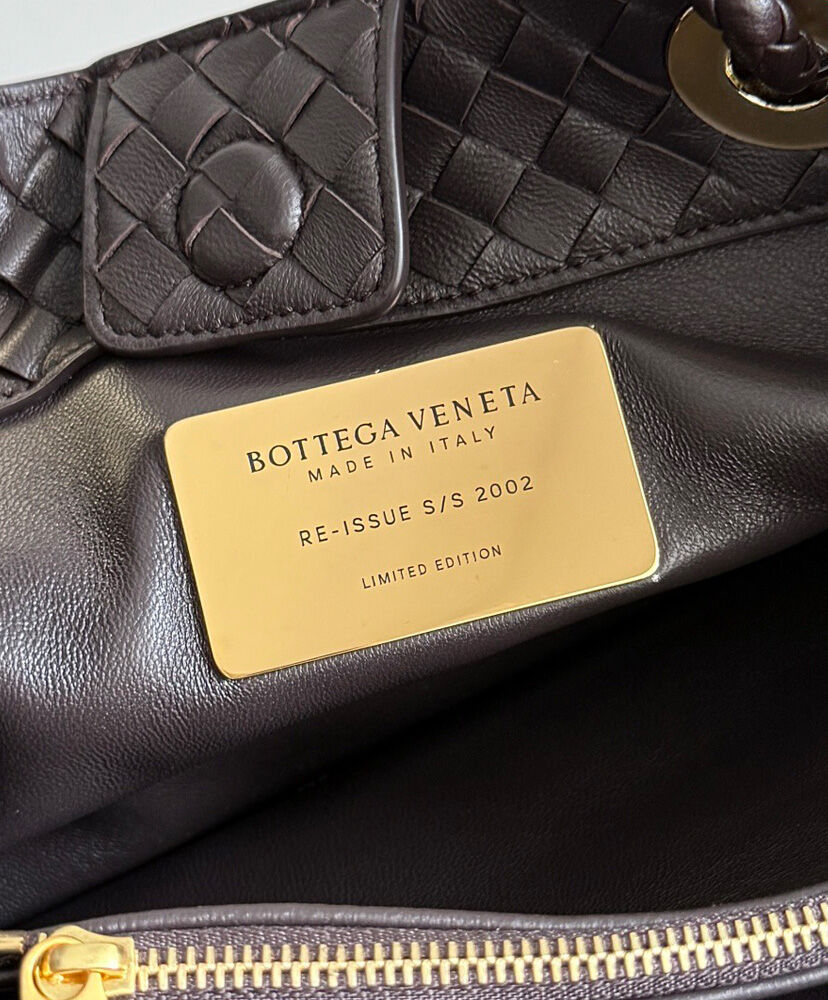 BOTTEGA VENETA
MADE IN ITALY
RE-ISSUE S/S 2002
LIMITED EDITION